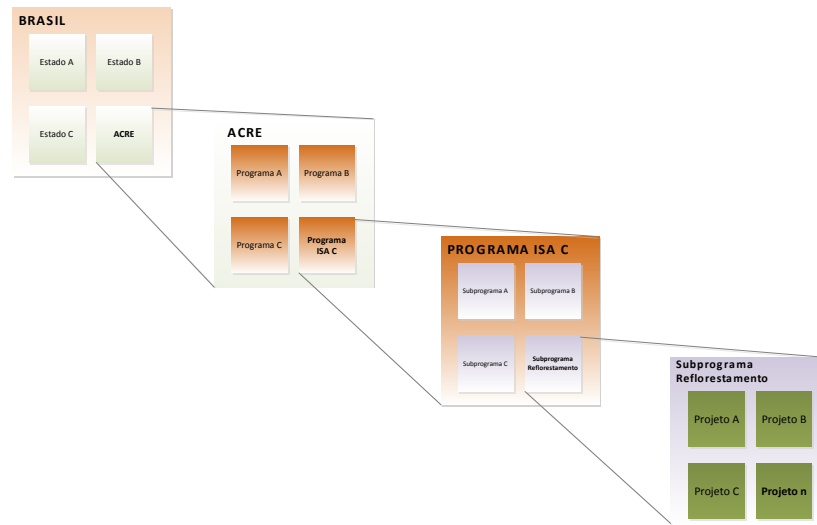 BRASIL
Estado A
Estado B
Estado C
ACRE
ACRE
Programa A
Programa B
Programa C
Programa
ISA C
PROGRAMA ISA C
Subprograma A
Subprograma B
Subprograma C
Subprograma
Reflorestamento
Subprograma
Reflorestamento
Projeto A
Projeto B
Projeto C
Projeto n